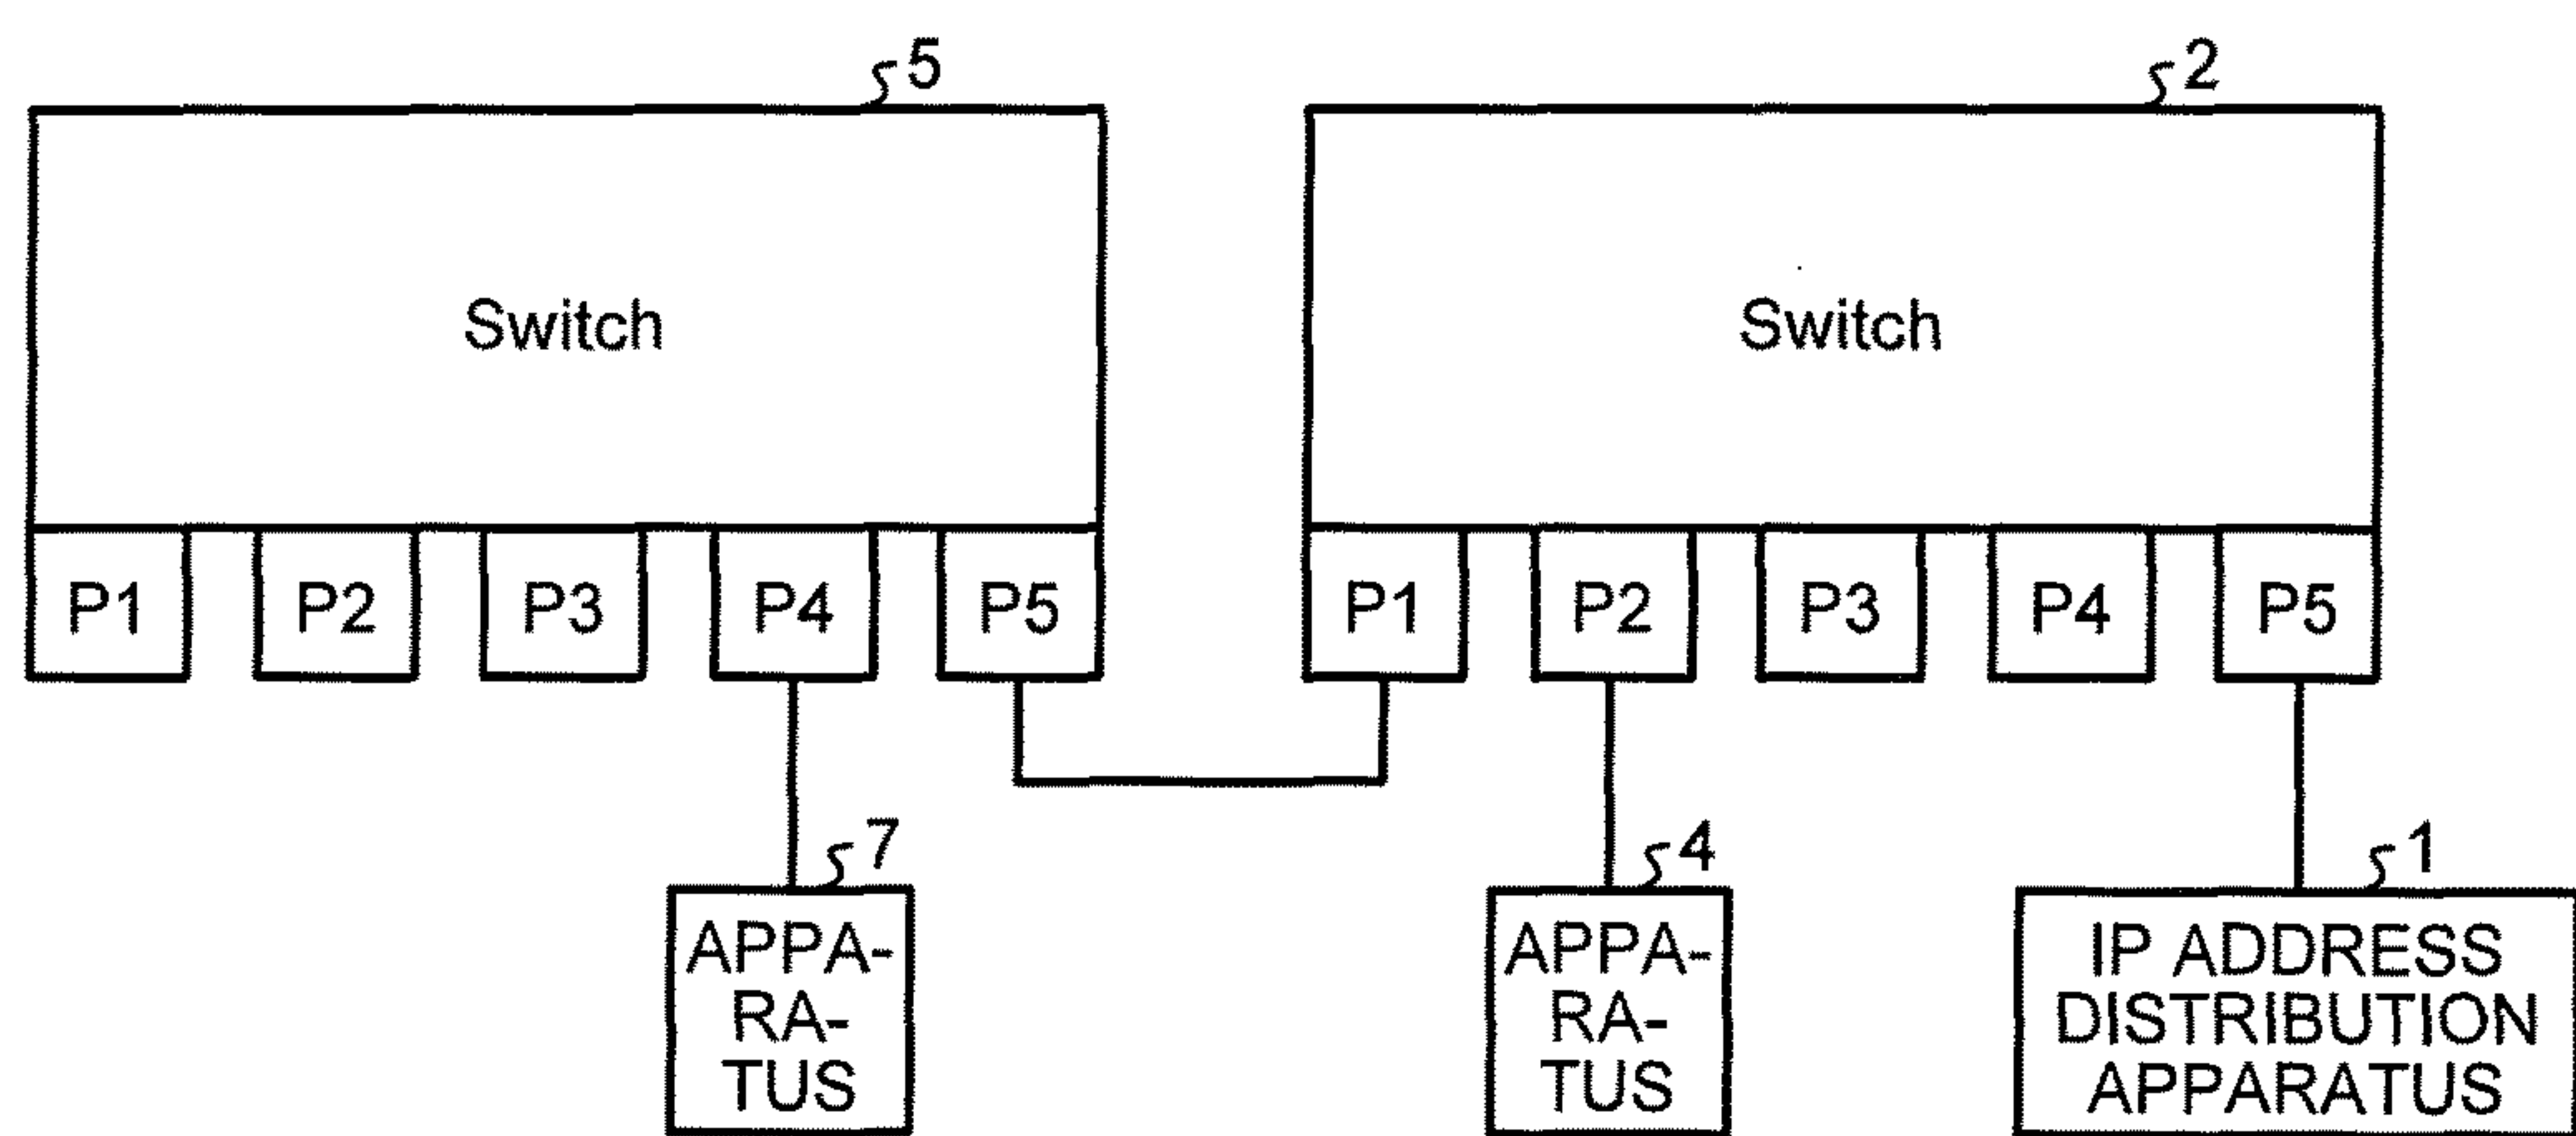 5
2
Switch
Switch
P1 P2 P3 P4 P5
P1 P2 P3 P4 P5
7
4
1
APPA-
RA-
TUS
APPA-
RA-
TUS
IP ADDRESS
DISTRIBUTION
APPARATUS